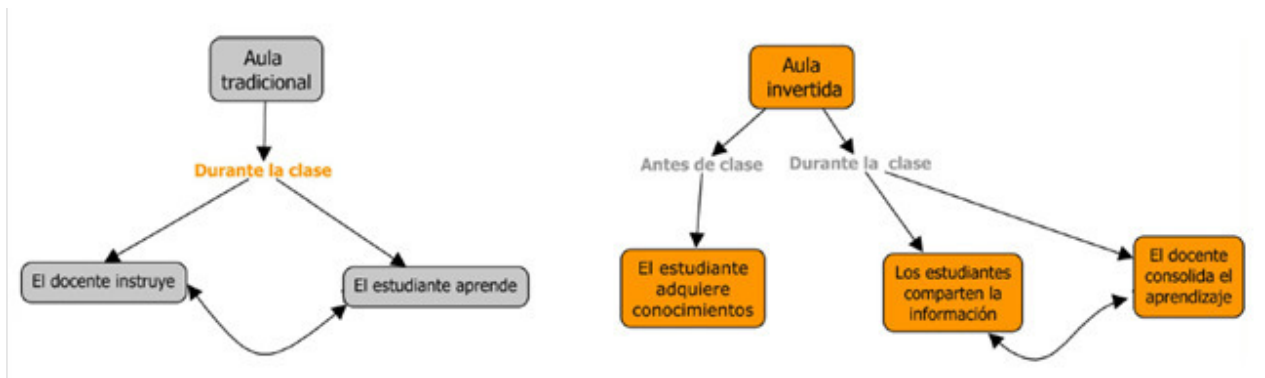 Aula
tradicional
Durante la clase
El docente instruye
El estudiante aprende
Aula
invertida
Antes de clase
Durante la clase
El estudiante
adquiere
conocimientos
Los estudiantes
comparten la
información
El docente
consolida el
aprendizaje